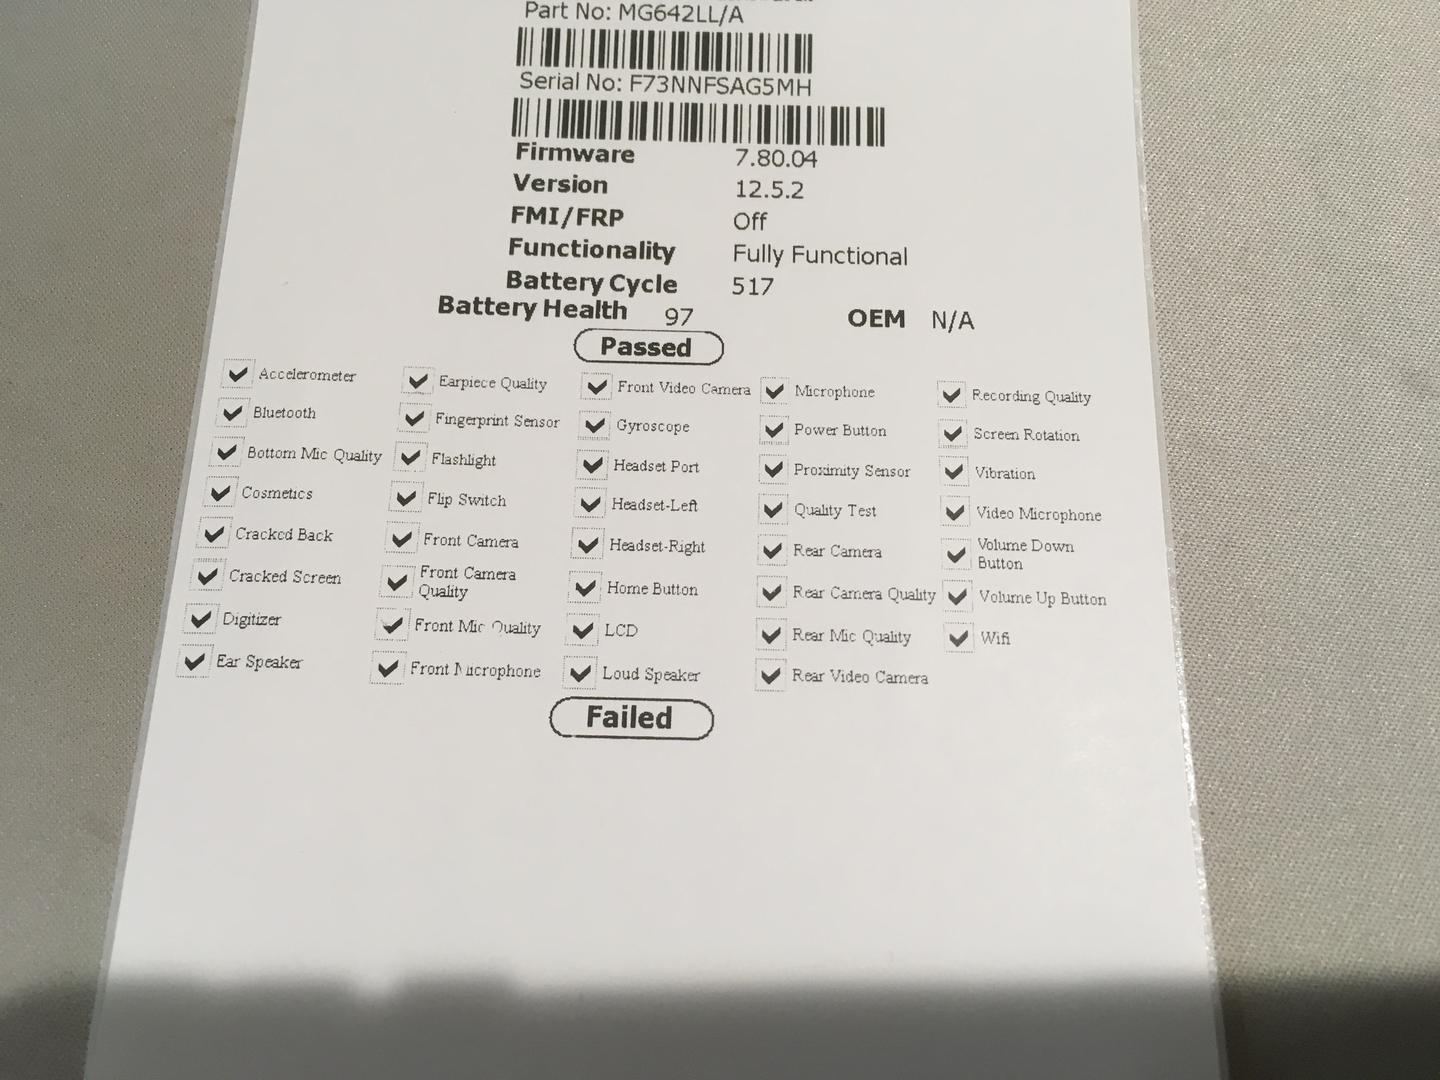 Part No: MG642LL/A
Serial No: F73NNFSAG5MH
Firmware 7.80.04
Version 12.5.2
FMI/FRP Off
Functionality Fully Functional
Battery Cycle 517
Battery Health 97 OEM N/A
Passed
Accelerometer Earpiece Quality Front Video Camera Microphone Recording Quality
Bluetooth Fingerprint Sensor Gyroscope Power Button Screen Rotation
Bottom Mic Quality Flashlight Headset Port Proximity Sensor Vibration
Cosmetics Flip Switch Headset-Left Quality Test Video Microphone
Cracked Back Front Camera Headset-Right Rear Camera Volume Down Button
Cracked Screen Front Camera Quality Home Button Rear Camera Quality Volume Up Button
Digitizer Front Mic Quality LCD Rear Mic Quality Wifi
Ear Speaker Front Microphone Loud Speaker Rear Video Camera
Failed